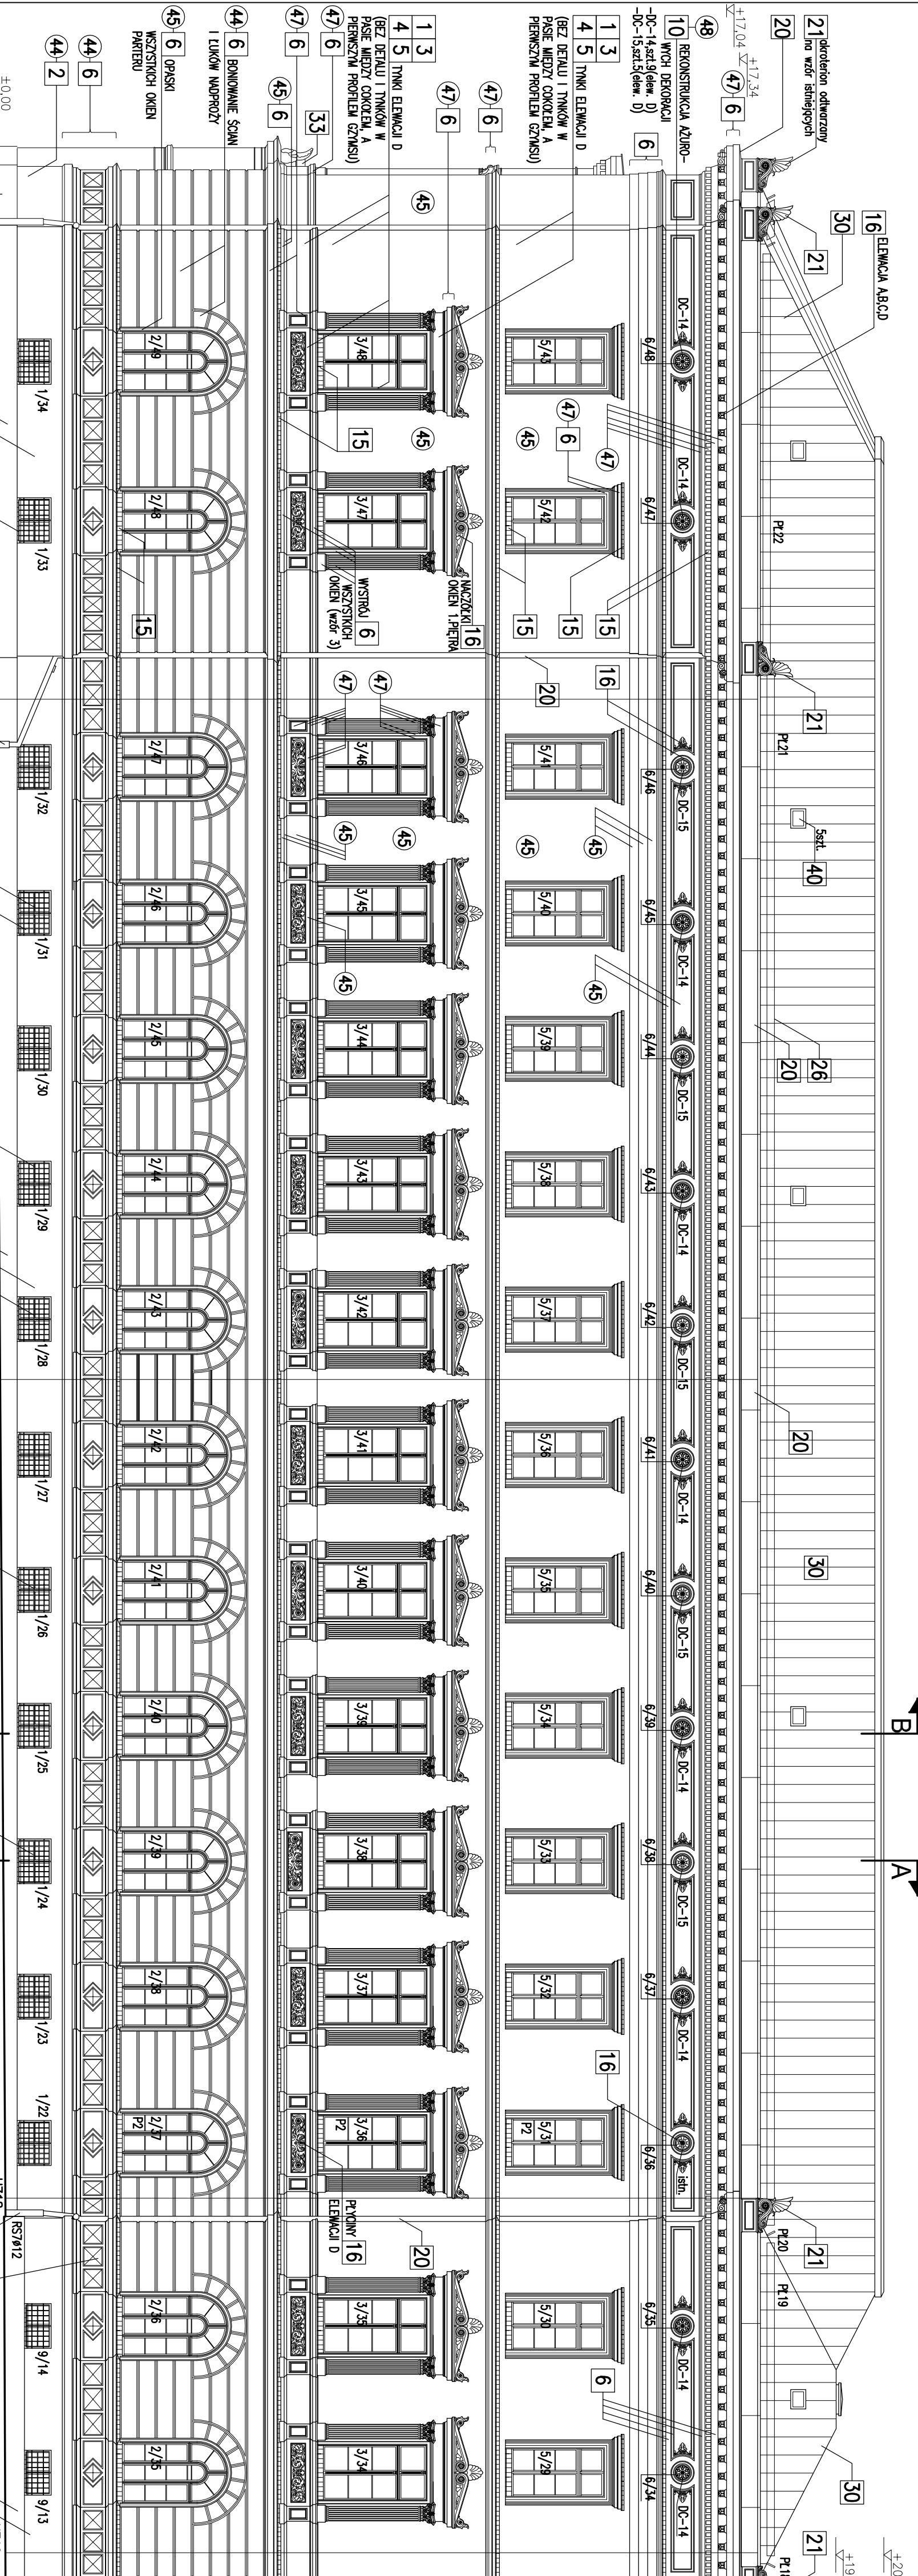 +17,04
+17,34
21 akroterion odtwarzany
na wzór istniejących
20
47 6
16 ELEWACJA A,B,C,D
30
21
48
10 REKONSTRUKCJA AŻURO-
WYCH DEKORACJI
-DC-14,szt.9(elew. D)
-DC-15,szt.5(elew. D)
6
1 3
4 5 TYNKI ELEWACJI D
(BEZ DETALU I TYNKÓW W
PASIE MIĘDZY COKOŁEM, A
PIERWSZYM PROFILEM GZYMSU)
47 6
47 6
1 3
4 5 TYNKI ELEWACJI D
(BEZ DETALU I TYNKÓW W
PASIE MIĘDZY COKOŁEM, A
PIERWSZYM PROFILEM GZYMSU)
47 6
47 6
33
45 6
44 6 BONIOWANIE ŚCIAN
I ŁUKÓW NADPROŻY
45 6 OPASKI
WSZYSTKICH OKIEN
PARTERU
44 6
44 2
±0,00
PŁ22
PŁ21
21
5szt.
40
26
20
20
30
B
A
21
PŁ20
PŁ19
30
21
PŁ18
+19
+20
DC-14
DC-14
DC-15
DC-14
DC-15
DC-14
DC-15
DC-14
DC-15
DC-14
DC-15
DC-14
istn.
DC-14
DC-14
6/48
6/47
6/46
6/45
6/44
6/43
6/42
6/41
6/40
6/39
6/38
6/37
6/36
6/35
6/34
47
47 6
15
15
15
16
45
45
16
6
5/43
5/42
5/41
5/40
5/39
5/38
5/37
5/36
5/35
5/34
5/33
5/32
5/31
P2
5/30
5/29
45
45
20
45
45
45
NACZÓŁKI 16
OKIEN 1.PIĘTRA
47
47
20
3/48
3/47
3/46
3/45
3/44
3/43
3/42
3/41
3/40
3/39
3/38
3/37
3/36
P2
3/35
3/34
15
WYSTRÓJ 6
WSZYSTKICH
OKIEN (wzór 3)
45
45
PŁYCINY 16
ELEWACJI D
2/49
2/48
2/47
2/46
2/45
2/44
2/43
2/42
2/41
2/40
2/39
2/38
2/37
P2
2/36
2/35
15
1/34
1/33
1/32
1/31
1/30
1/29
1/28
1/27
1/26
1/25
1/24
1/23
1/22
9/14
9/13
RS7Ø12